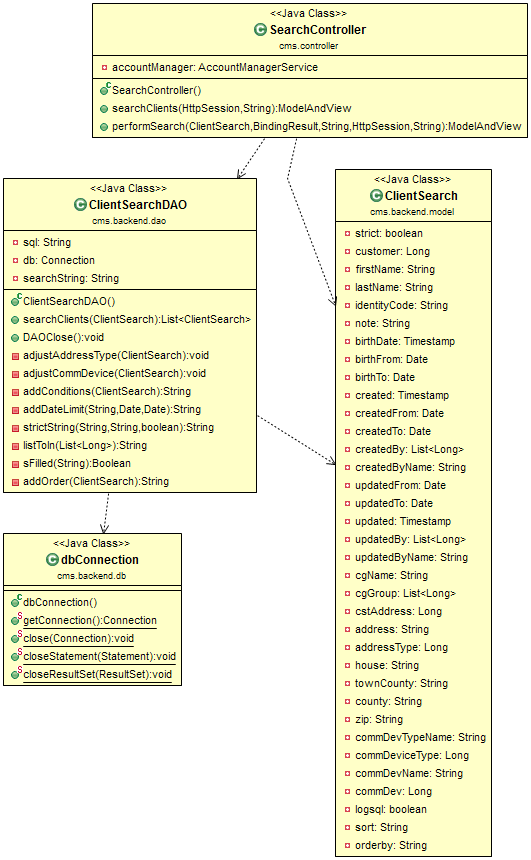 <<Java Class>>
SearchController
cms.controller
accountManager: AccountManagerService
SearchController()
searchClients(HttpSession,String):ModelAndView
performSearch(ClientSearch,BindingResult,String,HttpSession,String):ModelAndView
<<Java Class>>
ClientSearchDAO
cms.backend.dao
sql: String
db: Connection
searchString: String
ClientSearchDAO()
searchClients(ClientSearch):List<ClientSearch>
DAOClose():void
adjustAddressType(ClientSearch):void
adjustCommDevice(ClientSearch):void
addConditions(ClientSearch):String
addDateLimit(String,Date,Date):String
strictString(String,String,boolean):String
listToIn(List<Long>):String
sFilled(String):Boolean
addOrder(ClientSearch):String
<<Java Class>>
dbConnection
cms.backend.db
dbConnection()
getConnection():Connection
close(Connection):void
closeStatement(Statement):void
closeResultSet(ResultSet):void
<<Java Class>>
ClientSearch
cms.backend.model
strict: boolean
customer: Long
firstName: String
lastName: String
identityCode: String
note: String
birthDate: Timestamp
birthFrom: Date
birthTo: Date
created: Timestamp
createdFrom: Date
createdTo: Date
createdBy: List<Long>
createdByName: String
updatedFrom: Date
updatedTo: Date
updated: Timestamp
updatedBy: List<Long>
updatedByName: String
cgName: String
cgGroup: List<Long>
cstAddress: Long
address: String
addressType: Long
house: String
townCounty: String
county: String
zip: String
commDevTypeName: String
commDeviceType: Long
commDevName: String
commDev: Long
logsql: boolean
sort: String
orderby: String